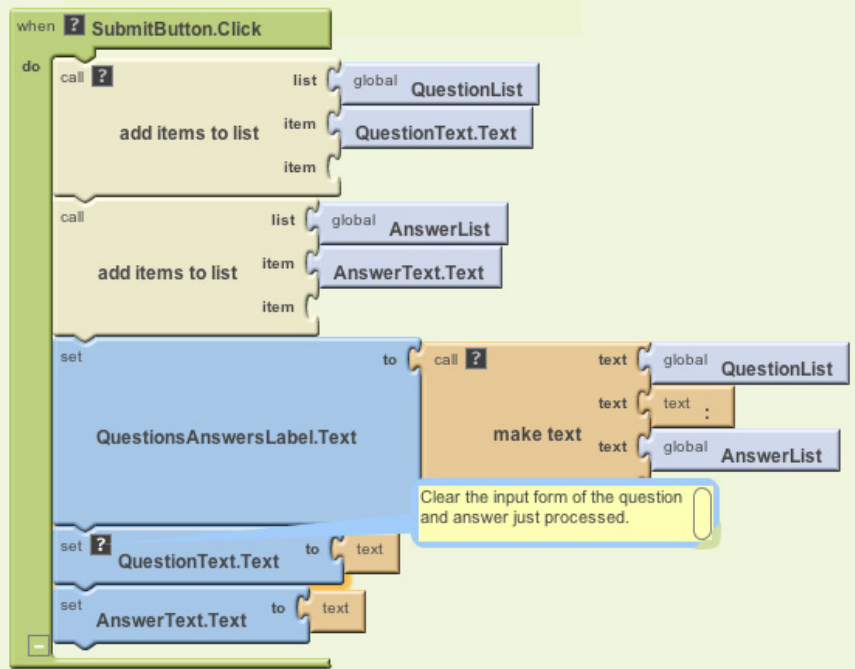 when ? SubmitButton.Click
do
call ? list global QuestionList
add items to list item QuestionText.Text
item
call list global AnswerList
add items to list item AnswerText.Text
item
set to call ? text global QuestionList
text text :
QuestionsAnswersLabel.Text make text text global AnswerList
Clear the input form of the question
and answer just processed.
set ? QuestionText.Text to text
set AnswerText.Text to text